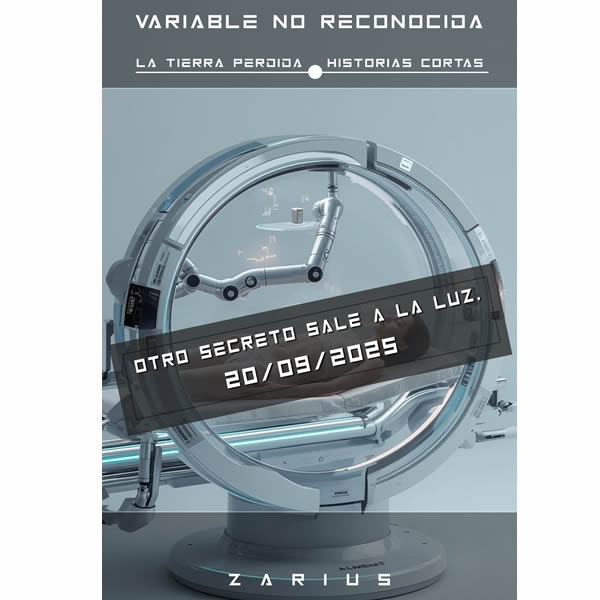 VARIABLE NO RECONOCIDA
LA TIERRA PERDIDA HISTORIAS CORTAS
OTRO SECRETO SALE A LA LUZ.
20/09/2025
ZARIUS